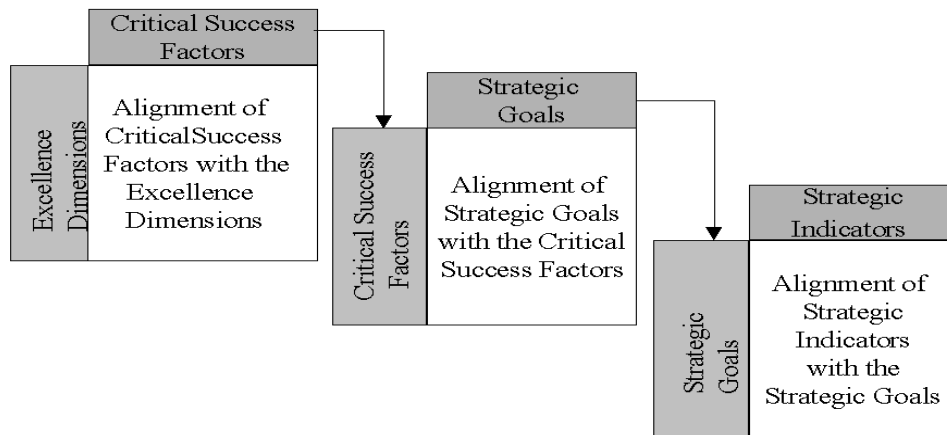 Critical Success
Factors
Excellence
Dimensions
Alignment of
CriticalSuccess
Factors with the
Excellence
Dimensions
Strategic
Goals
Critical Success
Factors
Alignment of
Strategic Goals
with the Critical
Success Factors
Strategic
Indicators
Strategic
Goals
Alignment of
Strategic
Indicators
with the
Strategic Goals